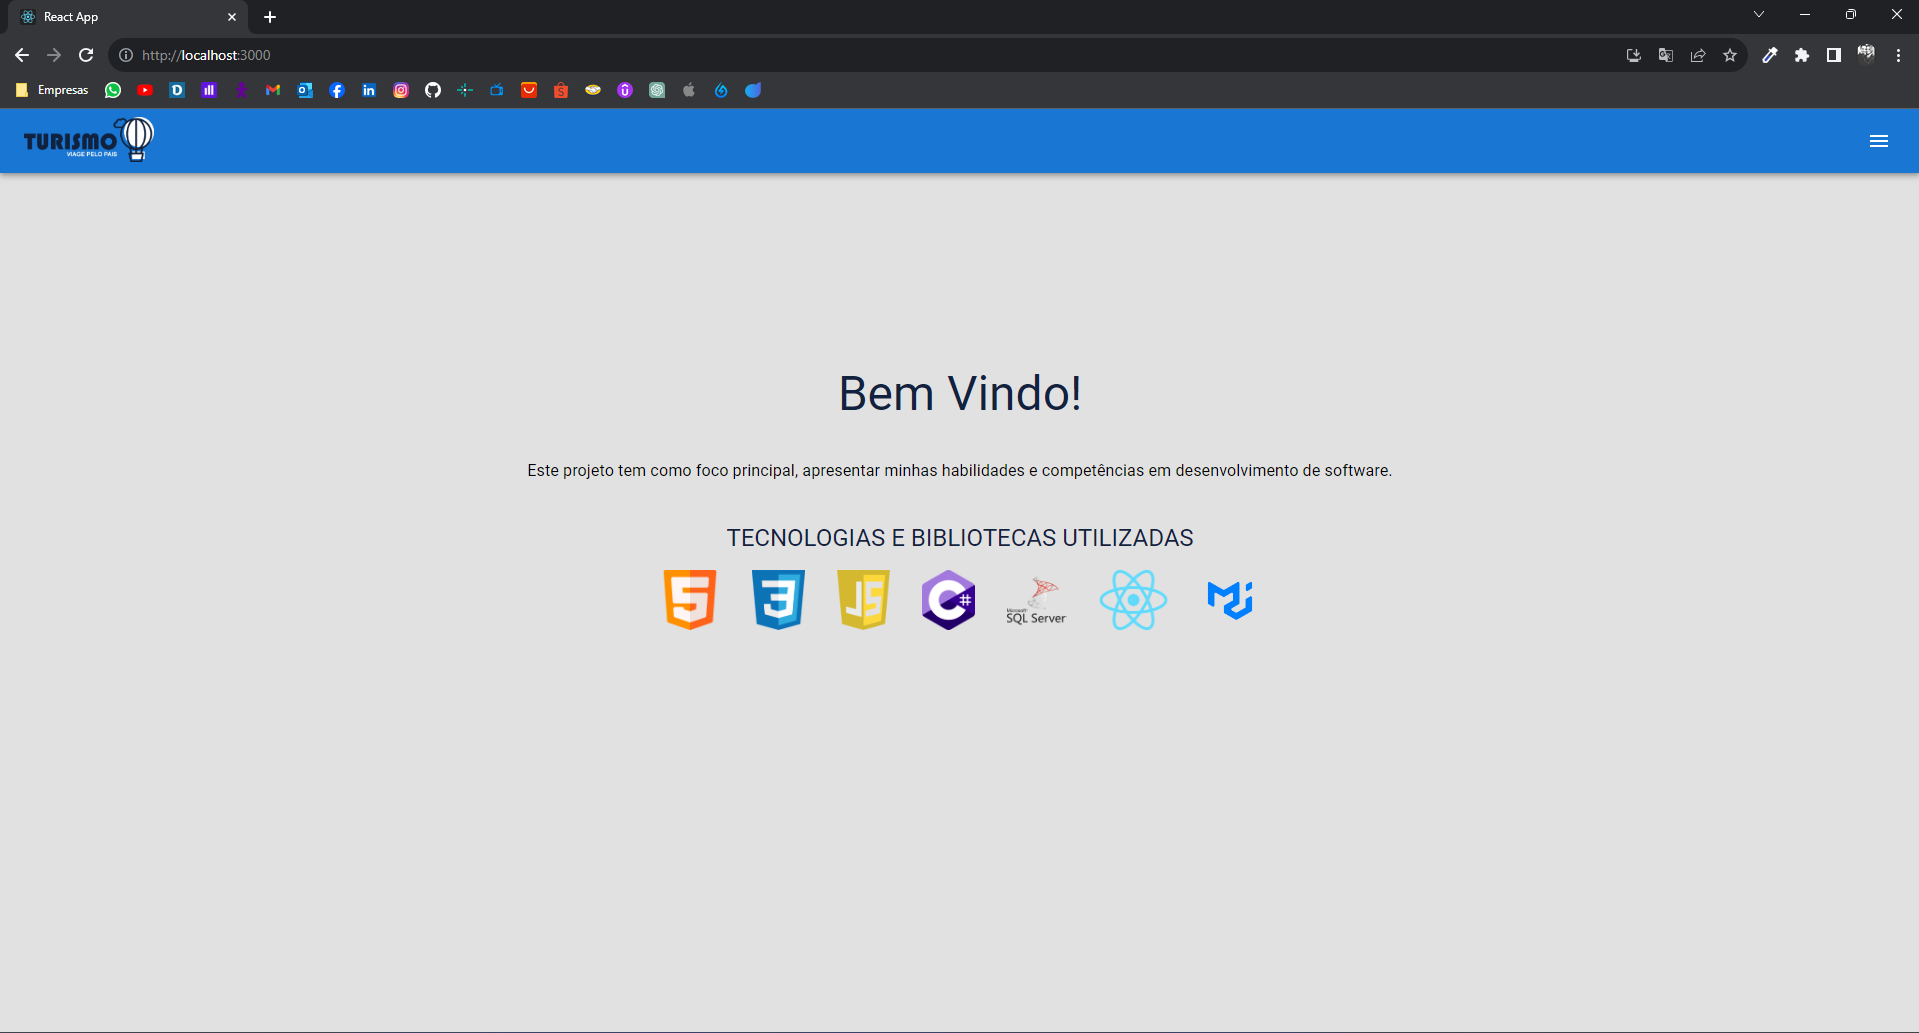 React App
http://localhost:3000
Empresas
TURISMO
VIAGE PELO PAIS
Bem Vindo!
Este projeto tem como foco principal, apresentar minhas habilidades e competências em desenvolvimento de software.
TECNOLOGIAS E BIBLIOTECAS UTILIZADAS
5
3
JS
C#
Microsoft
SQL Server